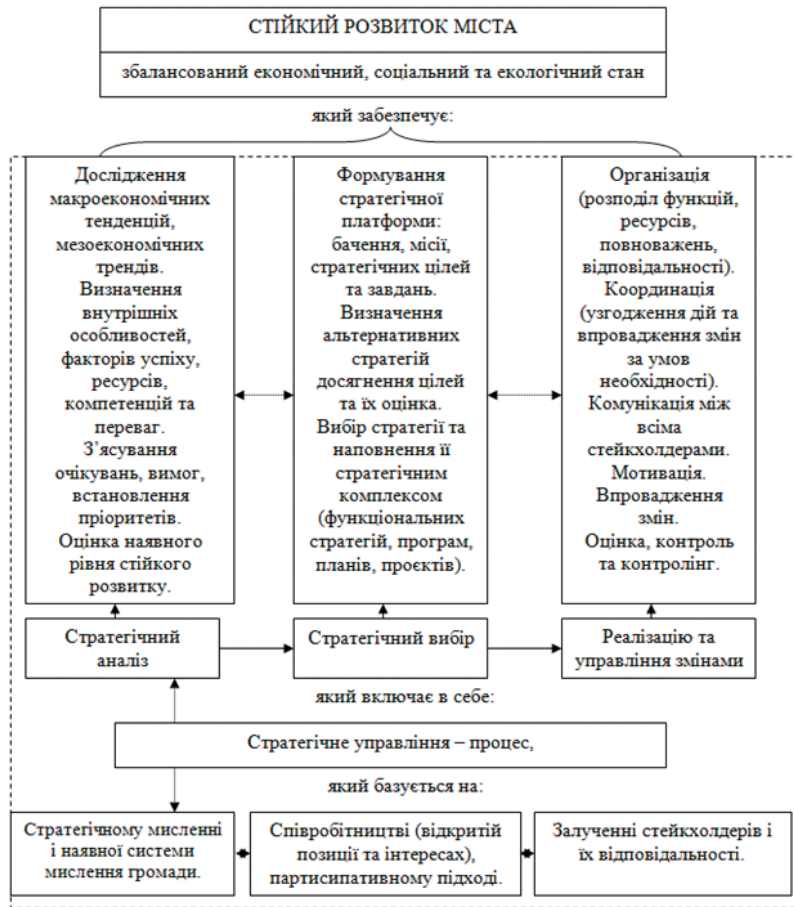 СТІЙКИЙ РОЗВИТОК МІСТА
збалансований економічний, соціальний та екологічний стан
який забезпечує:
Дослідження
макроекономічних
тенденцій,
мезоекономічних
трендів.
Визначення
внутрішніх
особливостей,
факторів успіху,
ресурсів,
компетенцій та
переваг.
З’ясування
очікувань, вимог,
встановлення
пріоритетів.
Оцінка наявного
рівня стійкого
розвитку.
Формування
стратегічної
платформи:
бачення, місії,
стратегічних цілей
та завдань.
Визначення
альтернативних
стратегій
досягнення цілей
та їх оцінка.
Вибір стратегії та
наповнення її
стратегічним
комплексом
(функціональних
стратегій, програм,
планів, проєктів).
Організація
(розподіл функцій,
ресурсів,
повноважень,
відповідальності).
Координація
(узгодження дій та
впровадження змін
за умов
необхідності).
Комунікація між
всіма
стейкхолдерами.
Мотивація.
Впровадження
змін.
Оцінка, контроль
та контролінг.
Стратегічний
аналіз
Стратегічний вибір
Реалізацію та
управління змінами
який включає в себе:
Стратегічне управління – процес,
який базується на:
Стратегічному мисленні
і наявної системи
мислення громади.
Співробітництві (відкритій
позиції та інтересах),
партисипативному підході.
Залученні стейкхолдерів і
їх відповідальності.